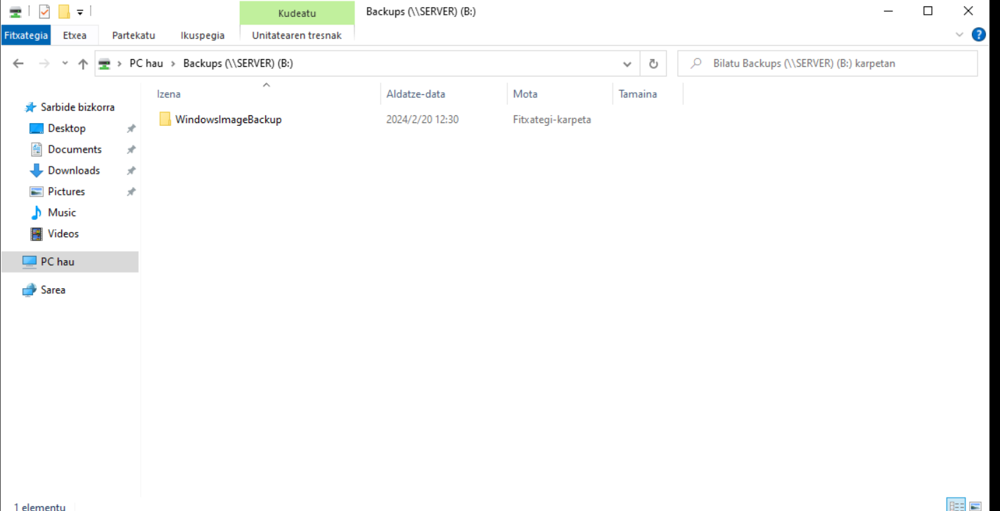 Kudeatu
Backups (\\SERVER) (B:)
Fitxategia
Etxea
Partekatu
Ikuspegia
Unitatearen tresnak
PC hau
Backups (\\SERVER) (B:)
Bilatu Backups (\\SERVER) (B:) karpetan
Izena
Aldatze-data
Mota
Tamaina
WindowsImageBackup
2024/2/20 12:30
Fitxategi-karpeta
Sarbide bizkorra
Desktop
Documents
Downloads
Pictures
Music
Videos
PC hau
Sarea
1 elementu